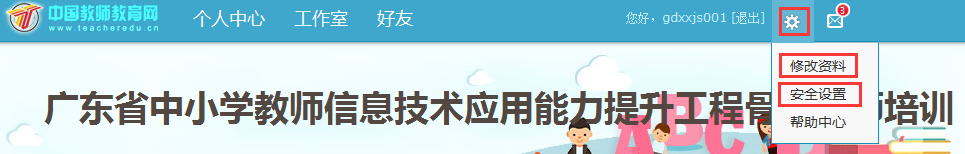 中国教师教育网
www.teacheredu.cn
个人中心 工作室 好友
您好，gdxxjs001 [退出]
3
修改资料
安全设置
帮助中心
广东省中小学教师信息技术应用能力提升工程骨 师培训
ABC